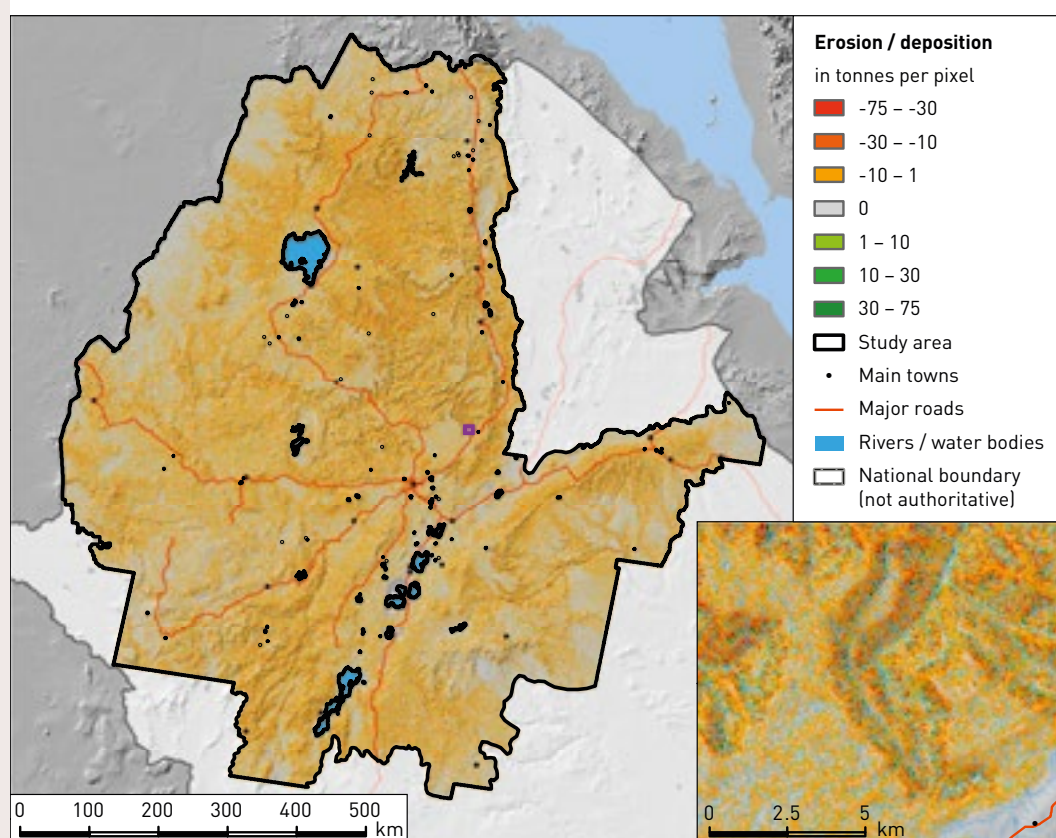 Erosion / deposition
in tonnes per pixel
-75 – -30
-30 – -10
-10 – 1
0
1 – 10
10 – 30
30 – 75
Study area
Main towns
Major roads
Rivers / water bodies
National boundary
(not authoritative)
0 100 200 300 400 500
km
0 2.5 5
km